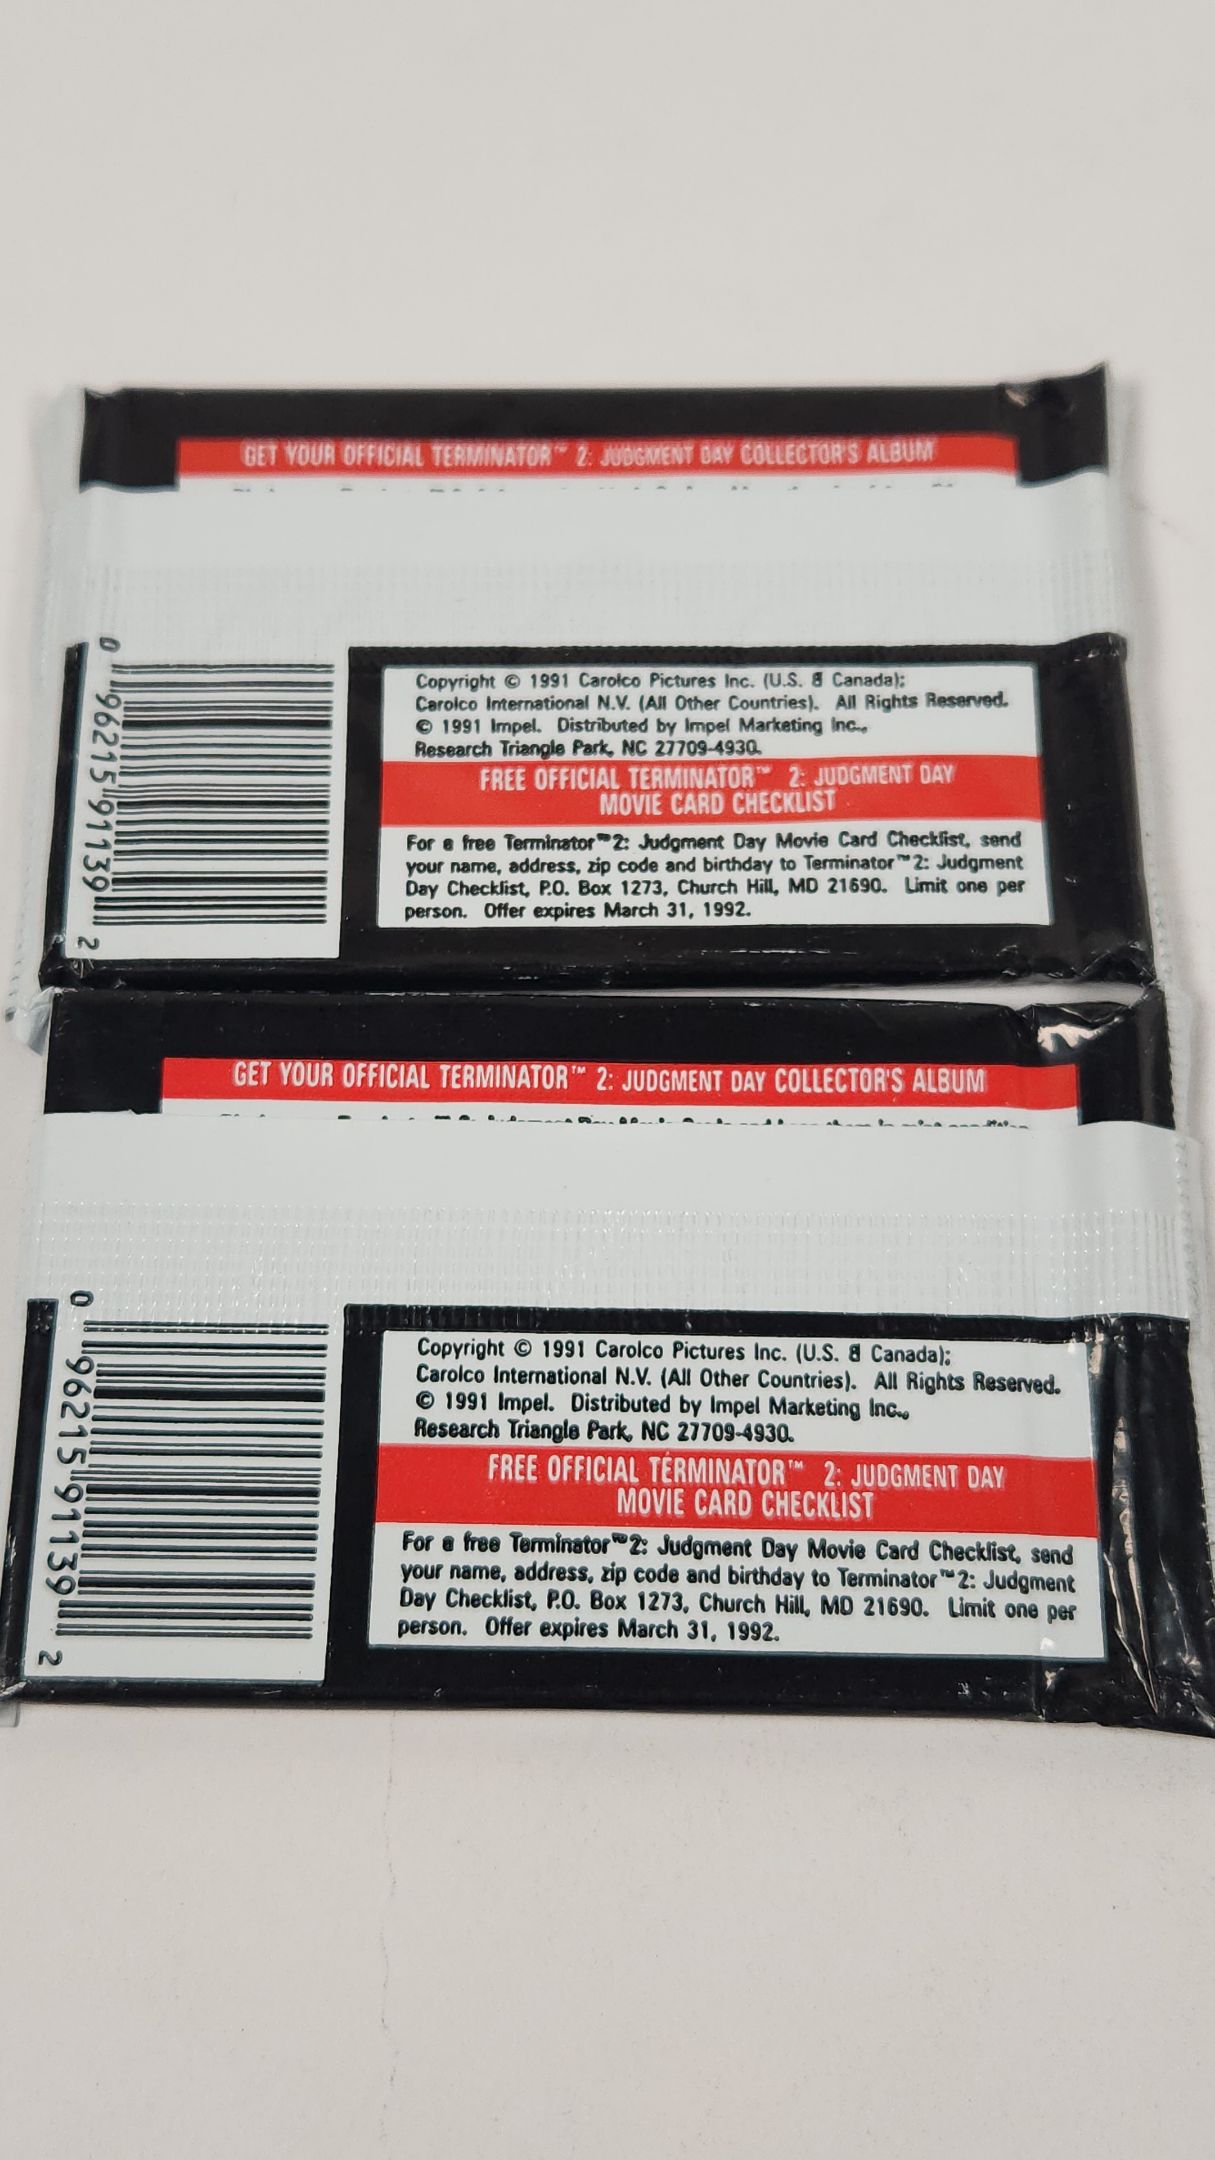 GET YOUR OFFICIAL TERMINATOR™ 2: JUDGMENT DAY COLLECTOR'S ALBUM
0 96215 91139 2
Copyright © 1991 Carolco Pictures Inc. (U.S. & Canada);
Carolco International N.V. (All Other Countries). All Rights Reserved.
© 1991 Impel. Distributed by Impel Marketing Inc.,
Research Triangle Park, NC 27709-4930.
FREE OFFICIAL TERMINATOR™ 2: JUDGMENT DAY
MOVIE CARD CHECKLIST
For a free Terminator™ 2: Judgment Day Movie Card Checklist, send
your name, address, zip code and birthday to Terminator™ 2: Judgment
Day Checklist, P.O. Box 1273, Church Hill, MD 21690. Limit one per
person. Offer expires March 31, 1992.
GET YOUR OFFICIAL TERMINATOR™ 2: JUDGMENT DAY COLLECTOR'S ALBUM
0 96215 91139 2
Copyright © 1991 Carolco Pictures Inc. (U.S. & Canada);
Carolco International N.V. (All Other Countries). All Rights Reserved.
© 1991 Impel. Distributed by Impel Marketing Inc.,
Research Triangle Park, NC 27709-4930.
FREE OFFICIAL TERMINATOR™ 2: JUDGMENT DAY
MOVIE CARD CHECKLIST
For a free Terminator™ 2: Judgment Day Movie Card Checklist, send
your name, address, zip code and birthday to Terminator™ 2: Judgment
Day Checklist, P.O. Box 1273, Church Hill, MD 21690. Limit one per
person. Offer expires March 31, 1992.